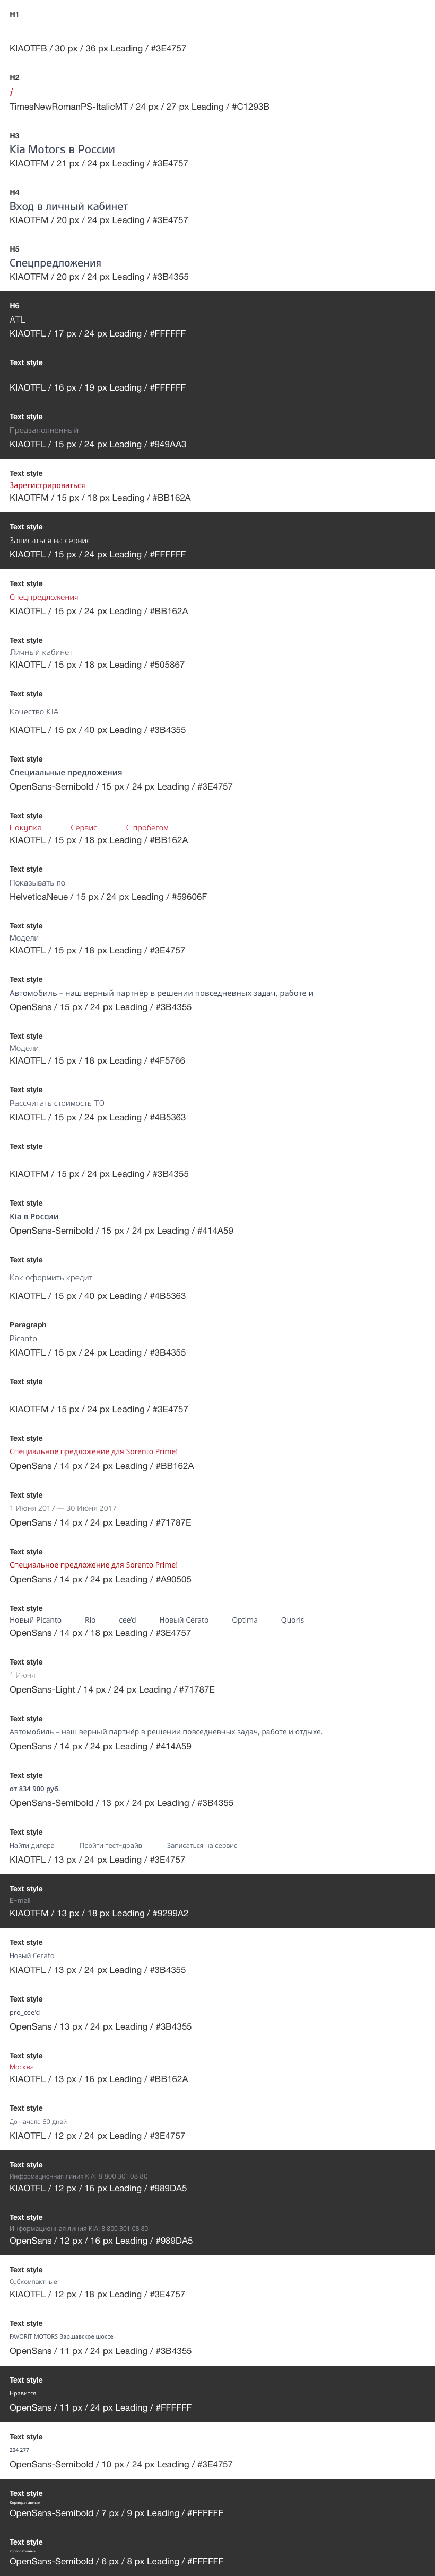 H1
KIAOTFB / 30 px / 36 px Leading / #3E4757
H2
i
TimesNewRomanPS-ItalicMT / 24 px / 27 px Leading / #C1293B
H3
Kia Motors в России
KIAOTFM / 21 px / 24 px Leading / #3E4757
H4
Вход в личный кабинет
KIAOTFM / 20 px / 24 px Leading / #3E4757
H5
Спецпредложения
KIAOTFM / 20 px / 24 px Leading / #3B4355
H6
ATL
KIAOTFL / 17 px / 24 px Leading / #FFFFFF
Text style
KIAOTFL / 16 px / 19 px Leading / #FFFFFF
Text style
Предзаполненный
KIAOTFL / 15 px / 24 px Leading / #949AA3
Text style
Зарегистрироваться
KIAOTFM / 15 px / 18 px Leading / #BB162A
Text style
Записаться на сервис
KIAOTFL / 15 px / 24 px Leading / #FFFFFF
Text style
Спецпредложения
KIAOTFL / 15 px / 24 px Leading / #BB162A
Text style
Личный кабинет
KIAOTFL / 15 px / 18 px Leading / #505867
Text style
Качество KIA
KIAOTFL / 15 px / 40 px Leading / #3B4355
Text style
Специальные предложения
OpenSans-Semibold / 15 px / 24 px Leading / #3E4757
Text style
Покупка Сервис С пробегом
KIAOTFL / 15 px / 18 px Leading / #BB162A
Text style
Показывать по
HelveticaNeue / 15 px / 24 px Leading / #59606F
Text style
Модели
KIAOTFL / 15 px / 18 px Leading / #3E4757
Text style
Автомобиль – наш верный партнёр в решении повседневных задач, работе и
OpenSans / 15 px / 24 px Leading / #3B4355
Text style
Модели
KIAOTFL / 15 px / 18 px Leading / #4F5766
Text style
Рассчитать стоимость ТО
KIAOTFL / 15 px / 24 px Leading / #4B5363
Text style
KIAOTFM / 15 px / 24 px Leading / #3B4355
Text style
Kia в России
OpenSans-Semibold / 15 px / 24 px Leading / #414A59
Text style
Как оформить кредит
KIAOTFL / 15 px / 40 px Leading / #4B5363
Paragraph
Picanto
KIAOTFL / 15 px / 24 px Leading / #3B4355
Text style
KIAOTFM / 15 px / 24 px Leading / #3E4757
Text style
Специальное предложение для Sorento Prime!
OpenSans / 14 px / 24 px Leading / #BB162A
Text style
1 Июня 2017 — 30 Июня 2017
OpenSans / 14 px / 24 px Leading / #71787E
Text style
Специальное предложение для Sorento Prime!
OpenSans / 14 px / 24 px Leading / #A90505
Text style
Новый Picanto Rio cee'd Новый Cerato Optima Quoris
OpenSans / 14 px / 18 px Leading / #3E4757
Text style
1 Июня
OpenSans-Light / 14 px / 24 px Leading / #71787E
Text style
Автомобиль – наш верный партнёр в решении повседневных задач, работе и отдыхе.
OpenSans / 14 px / 24 px Leading / #414A59
Text style
от 834 900 руб.
OpenSans-Semibold / 13 px / 24 px Leading / #3B4355
Text style
Найти дилера Пройти тест-драйв Записаться на сервис
KIAOTFL / 13 px / 24 px Leading / #3E4757
Text style
E-mail
KIAOTFM / 13 px / 18 px Leading / #9299A2
Text style
Новый Cerato
KIAOTFL / 13 px / 24 px Leading / #3B4355
Text style
pro_cee'd
OpenSans / 13 px / 24 px Leading / #3B4355
Text style
Москва
KIAOTFL / 13 px / 16 px Leading / #BB162A
Text style
До начала 60 дней
KIAOTFL / 12 px / 24 px Leading / #3E4757
Text style
Информационная линия KIA: 8 800 301 08 80
KIAOTFL / 12 px / 16 px Leading / #989DA5
Text style
Информационная линия KIA: 8 800 301 08 80
OpenSans / 12 px / 16 px Leading / #989DA5
Text style
Субкомпактные
KIAOTFL / 12 px / 18 px Leading / #3E4757
Text style
FAVORIT MOTORS Варшавское шоссе
OpenSans / 11 px / 24 px Leading / #3B4355
Text style
Нравится
OpenSans / 11 px / 24 px Leading / #FFFFFF
Text style
204 277
OpenSans-Semibold / 10 px / 24 px Leading / #3E4757
Text style
Корпоративные
OpenSans-Semibold / 7 px / 9 px Leading / #FFFFFF
Text style
Корпоративные
OpenSans-Semibold / 6 px / 8 px Leading / #FFFFFF